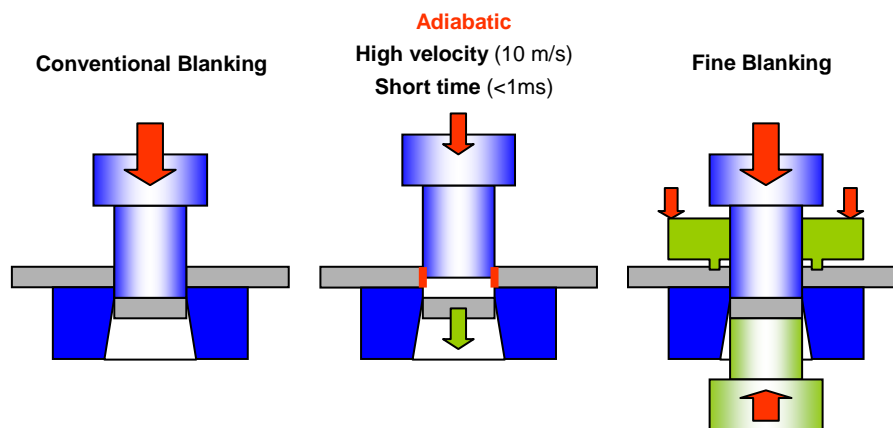 Conventional Blanking
Adiabatic
High velocity (10 m/s)
Short time (<1ms)
Fine Blanking